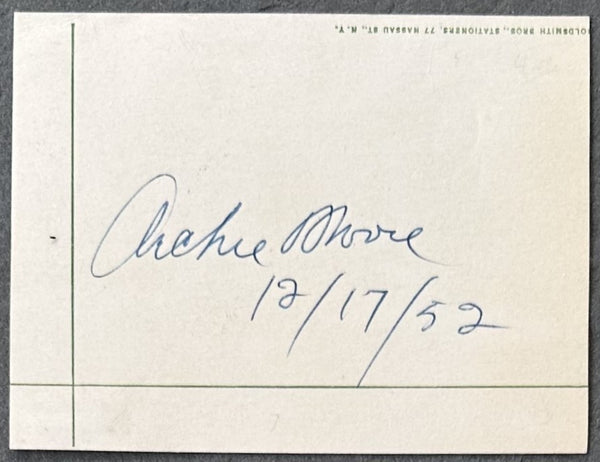 GOLDSMITH BROS., STATIONERS, 77 NASSAU ST., N. Y.
Archie Moore
12/17/52